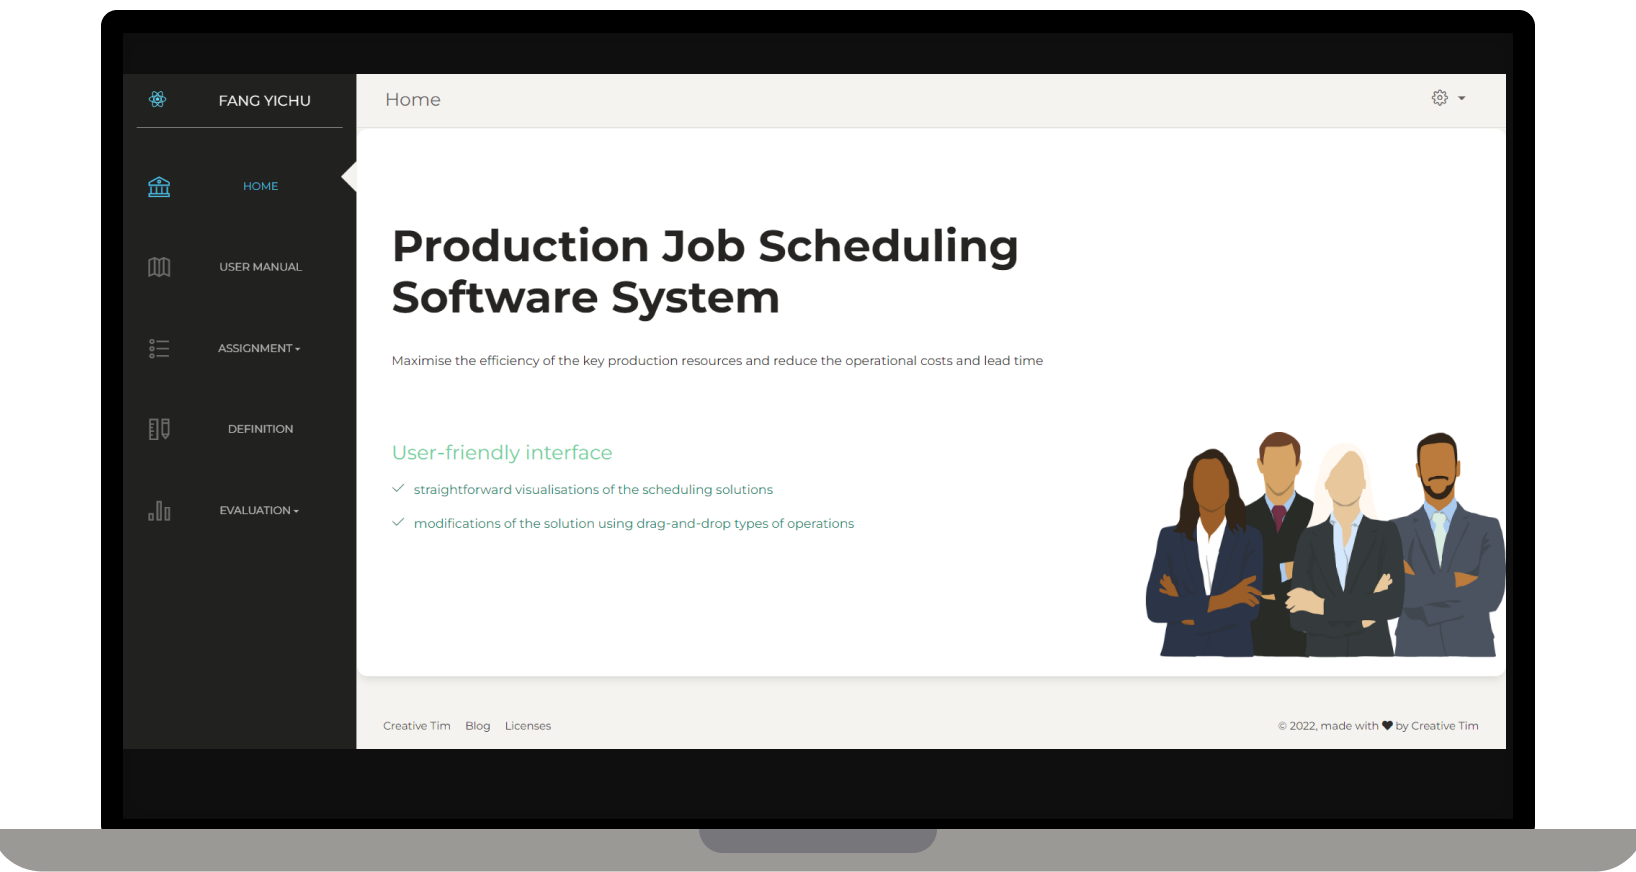 FANG YICHU
HOME
USER MANUAL
ASSIGNMENT
DEFINITION
EVALUATION
Home
Production Job Scheduling
Software System
Maximise the efficiency of the key production resources and reduce the operational costs and lead time
User-friendly interface
straightforward visualisations of the scheduling solutions
modifications of the solution using drag-and-drop types of operations
Creative Tim Blog Licenses
© 2022, made with ♥ by Creative Tim